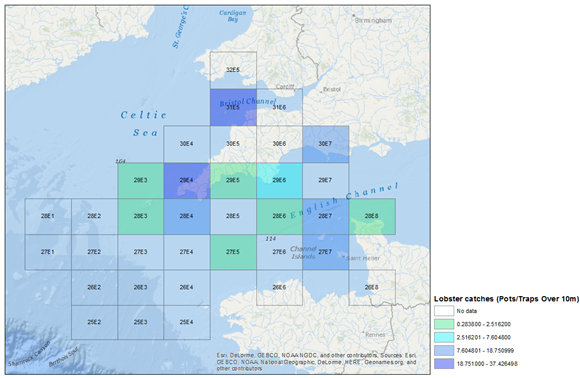 Cardigan Bay
St. George's C
Birmingham
32E5
Cardiff
Bristol
Bristol Channel
31E5
31E6
Celtic Sea
30E4
30E5
30E6
30E7
164
29E3
29E4
29E5
29E6
29E7
English Channel
28E1
28E2
28E3
28E4
28E5
28E6
28E7
28E8
114
27E1
27E2
27E3
27E4
27E5
27E6
27E7
Channel Islands
Saint Helier
26E2
26E3
26E4
26E6
26E8
25E2
25E3
25E4
Rennes
Esri, DeLorme, GEBCO, NOAA NGDC, and other contributors, Sources: Esri,
GEBCO, NOAA, National Geographic, DeLorme, HERE, Geonames.org, and
other contributors
Lobster catches (Pots/Traps Over 10m)
No data
0.283800 - 2.516200
2.516201 - 7.604800
7.604801 - 18.750999
18.751000 - 37.426498